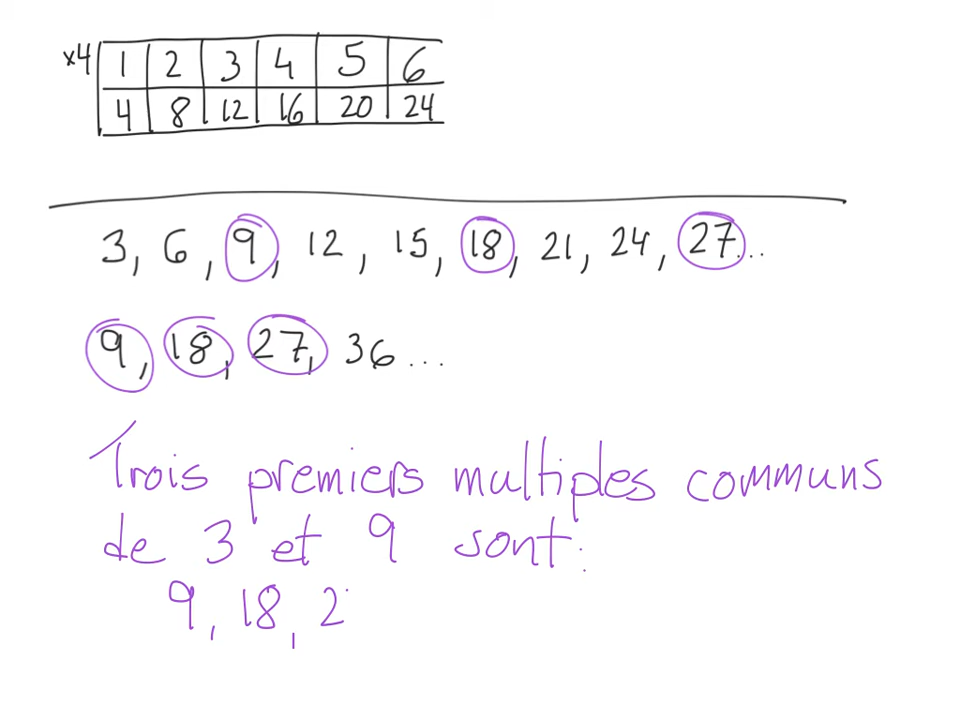 x4 1 2 3 4 5 6
4 8 12 16 20 24
3, 6, 9, 12, 15, 18, 21, 24, 27...
9, 18, 27, 36...
Trois premiers multiples communs
de 3 et 9 sont:
9, 18, 2